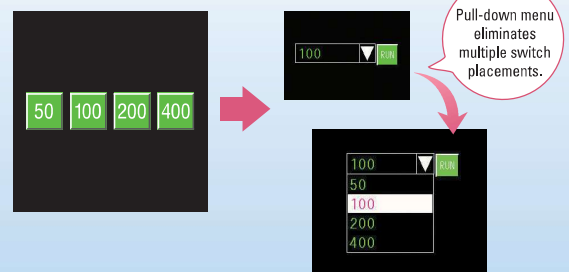 50 100 200 400
100 RUN
Pull-down menu
eliminates
multiple switch
placements.
100 RUN
50
100
200
400